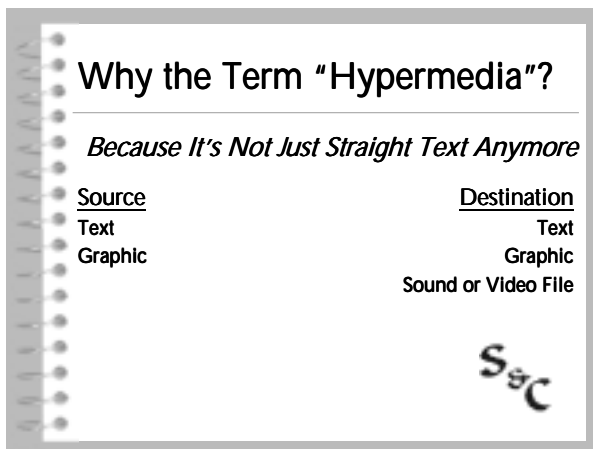 Why the Term “Hypermedia”?
Because It’s Not Just Straight Text Anymore
Source Destination
Text Text
Graphic Graphic
Sound or Video File
S&C